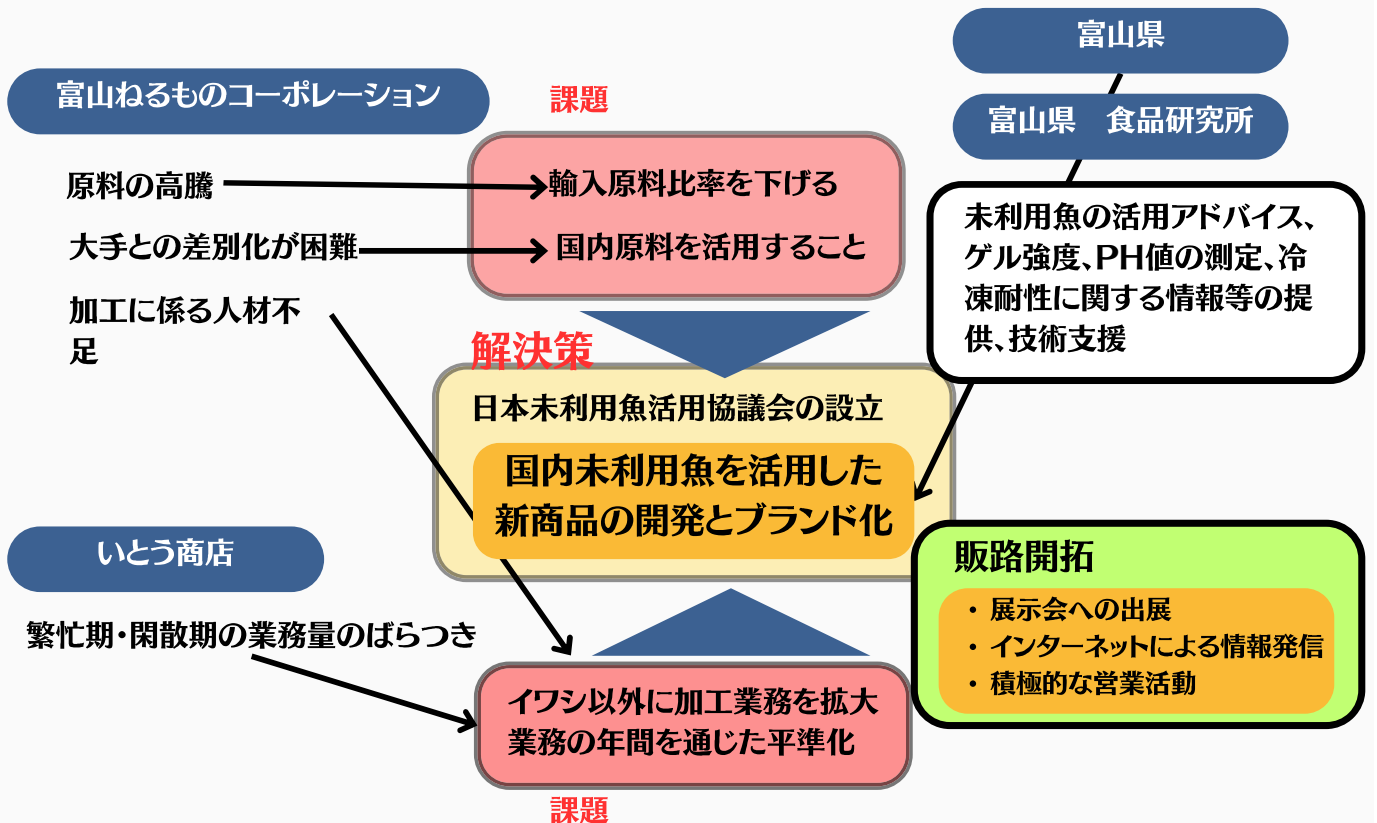 富山県
富山ねるものコーポレーション
課題
富山県　食品研究所
原料の高騰
輸入原料比率を下げる
大手との差別化が困難
国内原料を活用すること
加工に係る人材不
足
未利用魚の活用アドバイス、
ゲル強度、PH値の測定、冷
凍耐性に関する情報等の提
供、技術支援
解決策
日本未利用魚活用協議会の設立
国内未利用魚を活用した
新商品の開発とブランド化
いとう商店
繁忙期・閑散期の業務量のばらつき
販路開拓
・ 展示会への出展
・ インターネットによる情報発信
・ 積極的な営業活動
イワシ以外に加工業務を拡大
業務の年間を通じた平準化
課題